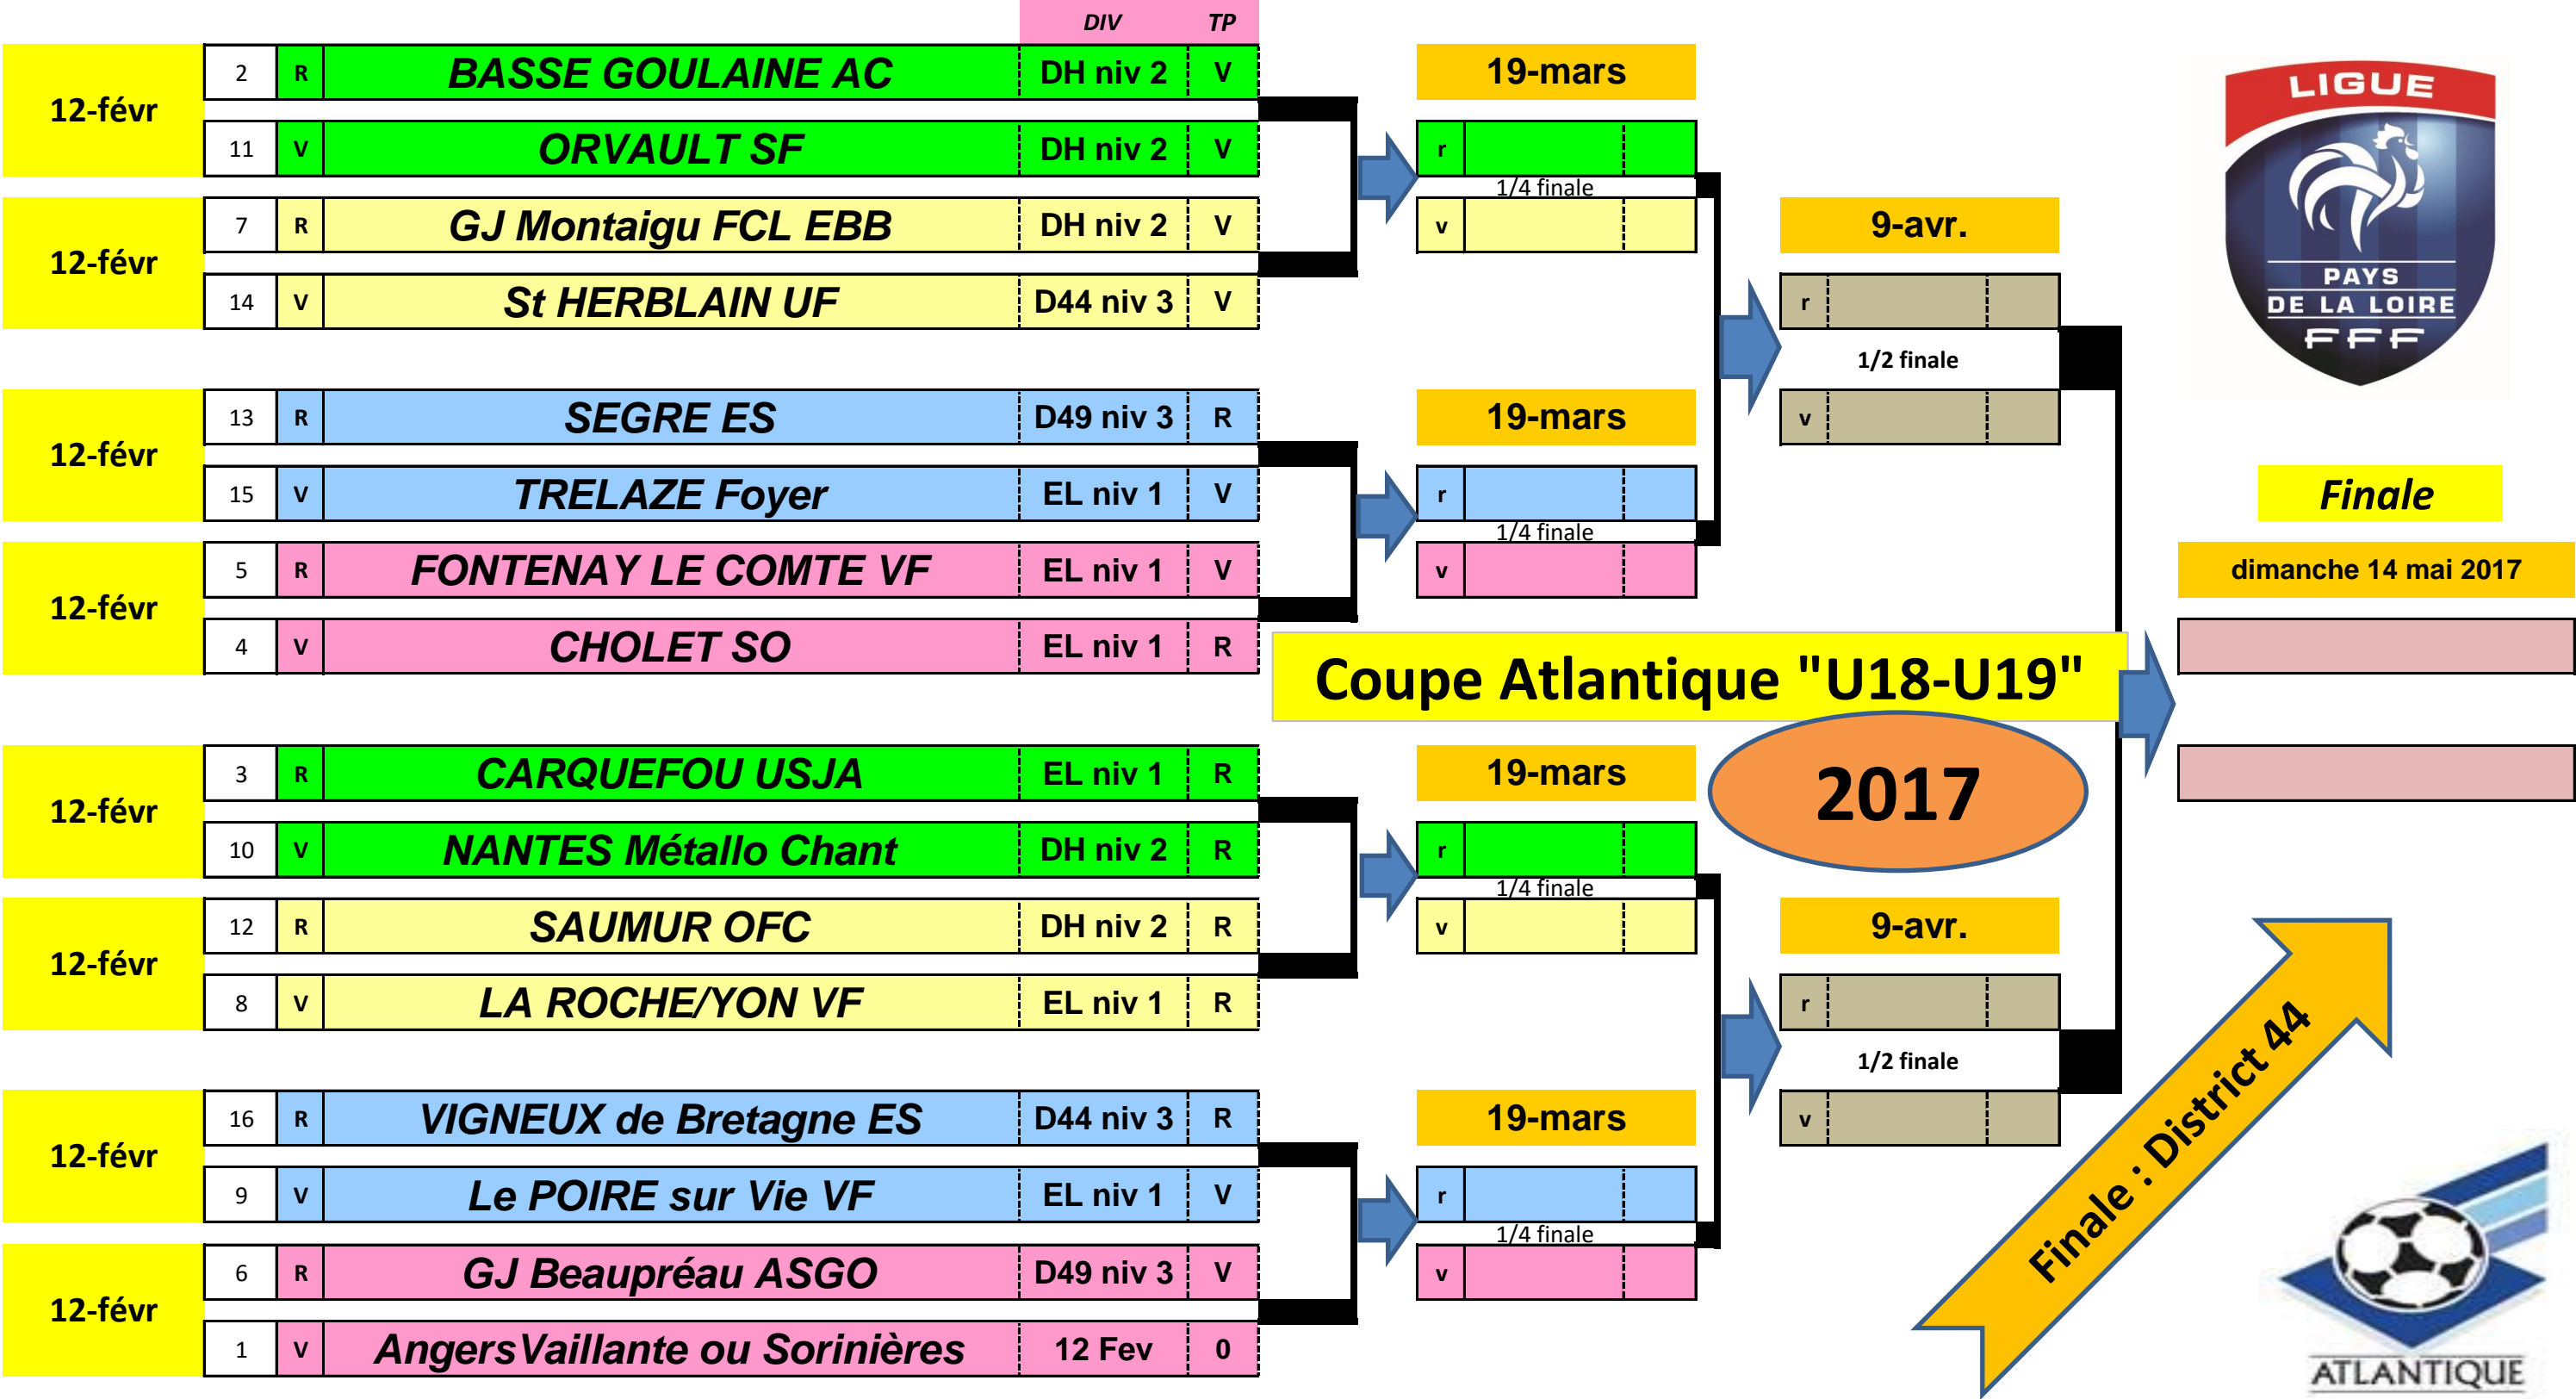 DIV TP
12-févr
2 R BASSE GOULAINE AC DH niv 2 V
11 V ORVAULT SF DH niv 2 V
12-févr
7 R GJ Montaigu FCL EBB DH niv 2 V
14 V St HERBLAIN UF D44 niv 3 V
12-févr
13 R SEGRE ES D49 niv 3 R
15 V TRELAZE Foyer EL niv 1 V
12-févr
5 R FONTENAY LE COMTE VF EL niv 1 V
4 V CHOLET SO EL niv 1 R
12-févr
3 R CARQUEFOU USJA EL niv 1 R
10 V NANTES Métallo Chant DH niv 2 R
12-févr
12 R SAUMUR OFC DH niv 2 R
8 V LA ROCHE/YON VF EL niv 1 R
12-févr
16 R VIGNEUX de Bretagne ES D44 niv 3 R
9 V Le POIRE sur Vie VF EL niv 1 V
12-févr
6 R GJ Beaupréau ASGO D49 niv 3 V
1 V AngersVaillante ou Sorinières 12 Fev 0
19-mars
r
1/4 finale
v
19-mars
r
1/4 finale
v
Coupe Atlantique "U18-U19"
2017
19-mars
r
1/4 finale
v
19-mars
r
1/4 finale
v
9-avr.
r
1/2 finale
v
9-avr.
r
1/2 finale
v
LIGUE
PAYS
DE LA LOIRE
FFF
Finale
dimanche 14 mai 2017
Finale : District 44
ATLANTIQUE